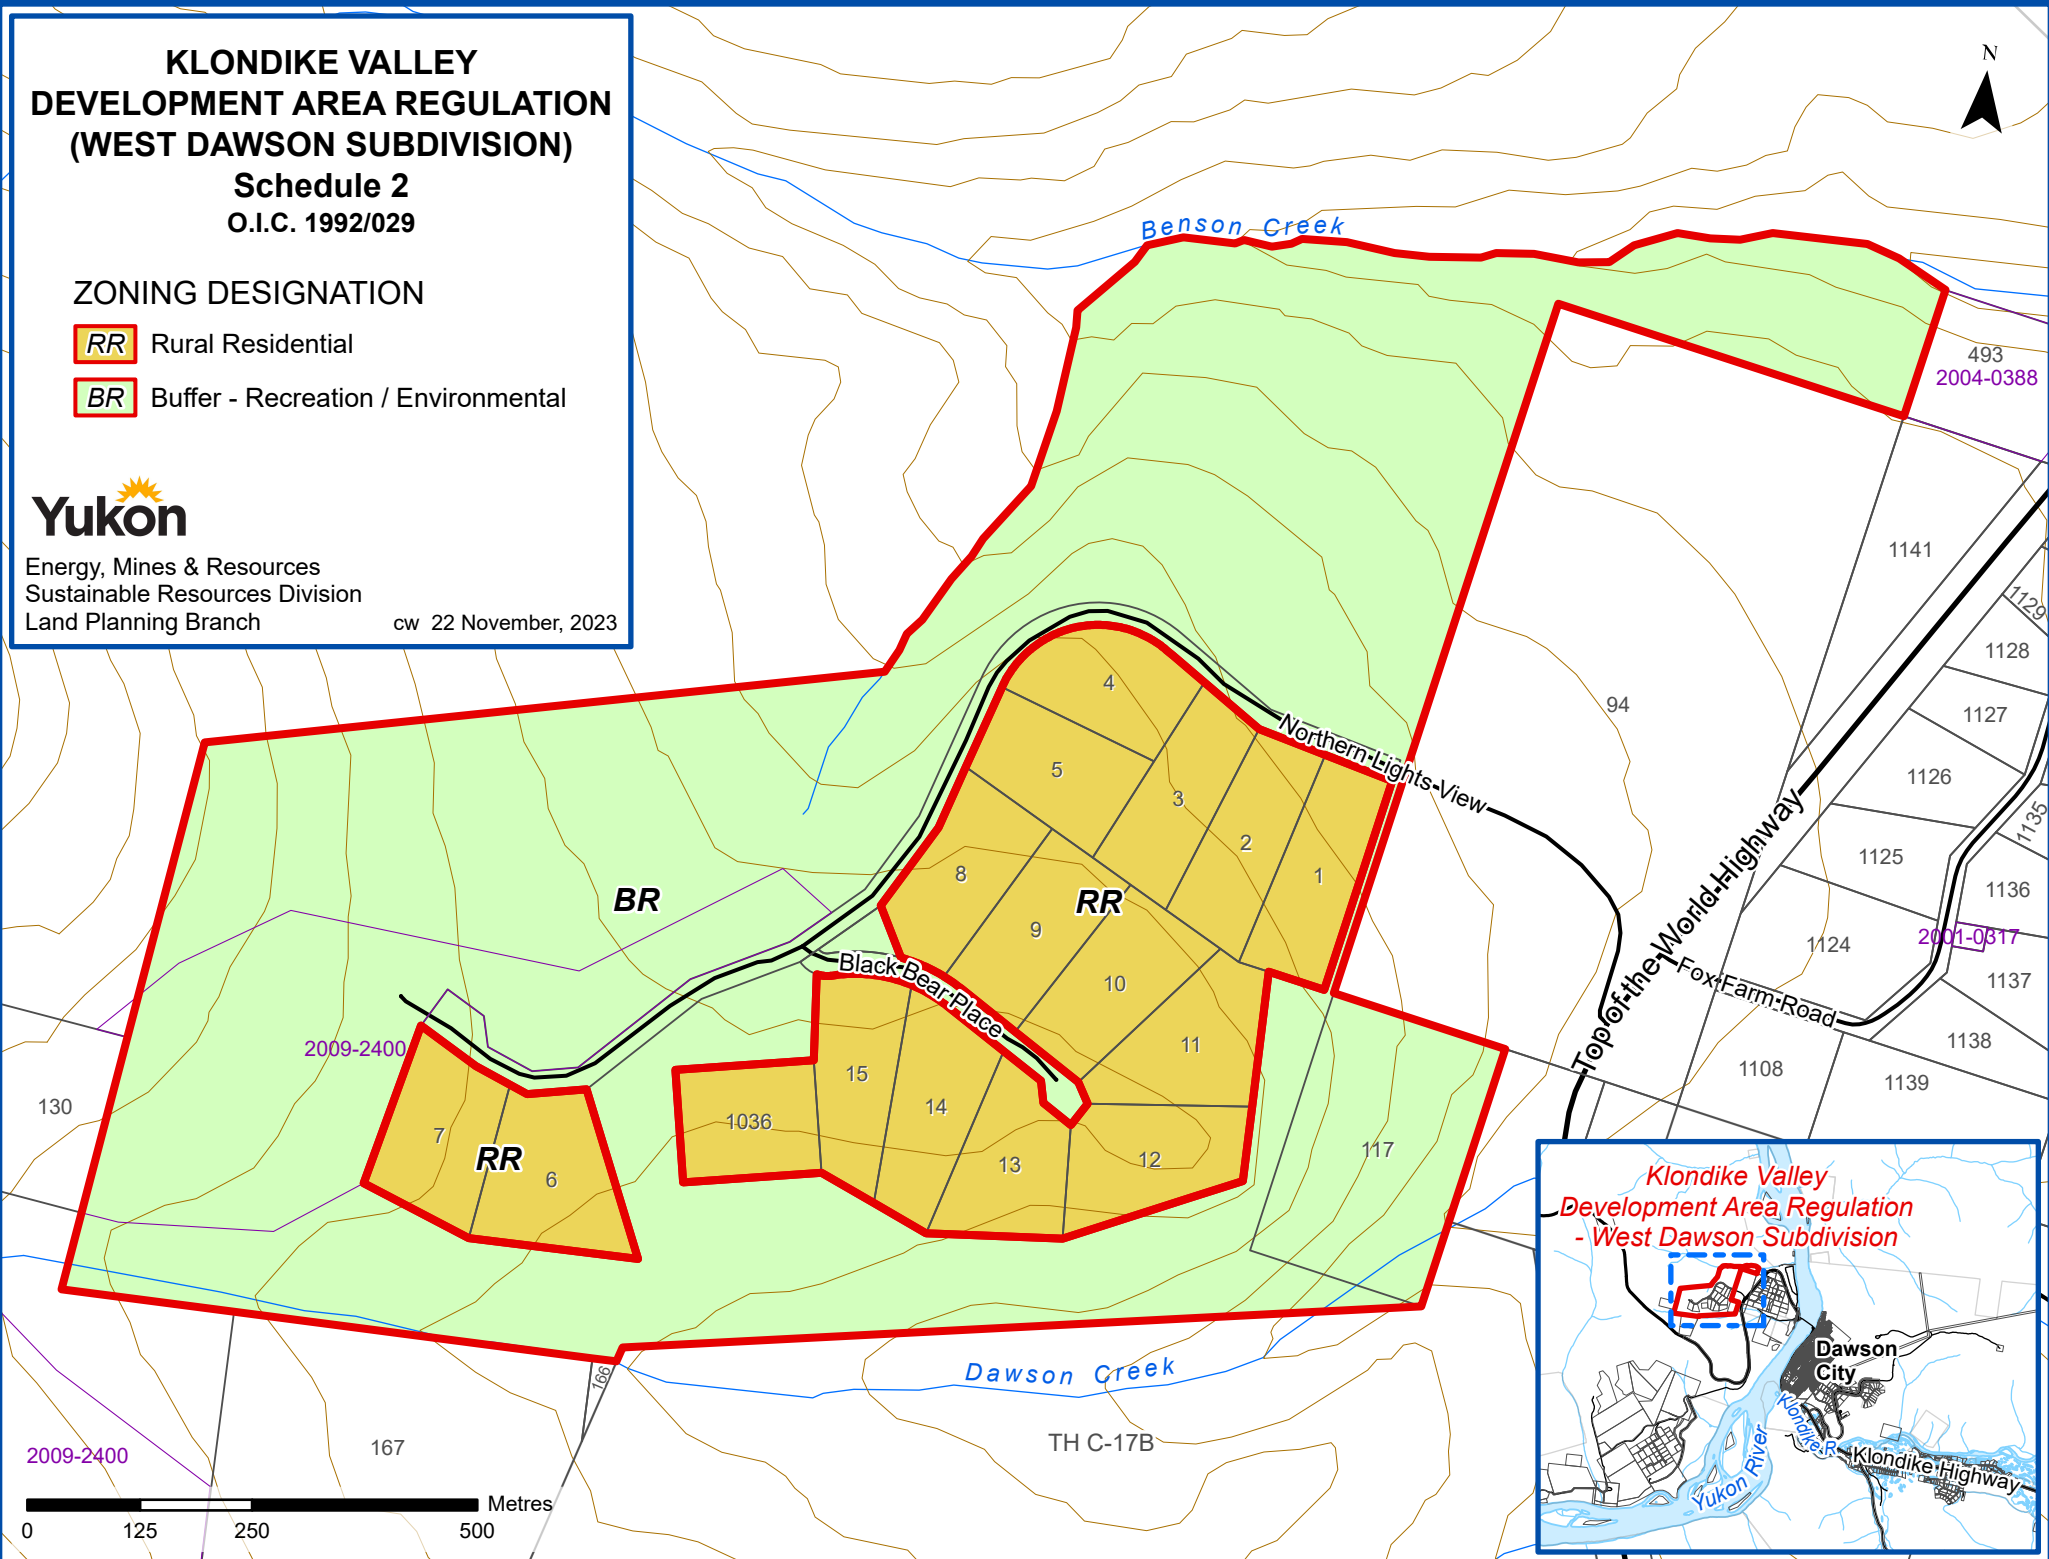 KLONDIKE VALLEY
DEVELOPMENT AREA REGULATION
(WEST DAWSON SUBDIVISION)
Schedule 2
O.I.C. 1992/029
ZONING DESIGNATION
RR Rural Residential
BR Buffer - Recreation / Environmental
Yukon
Energy, Mines & Resources
Sustainable Resources Division
Land Planning Branch cw 22 November, 2023
N
Benson Creek
493
2004-0388
1141
1129
1128
4
94
1127
Northern Lights View
5
1126
3
Top of the World Highway
1135
2
1125
8
1
1136
BR
RR
9
1124
2001-0317
Black Bear Place
10
Fox Farm Road
1137
2009-2400
11
1138
15
1108
1139
130
14
1036
7
117
RR
13
12
6
Dawson Creek
166
TH C-17B
167
2009-2400
Metres
0 125 250 500
Klondike Valley
Development Area Regulation
- West Dawson Subdivision
Dawson
City
Klondike R
Yukon River
Klondike Highway